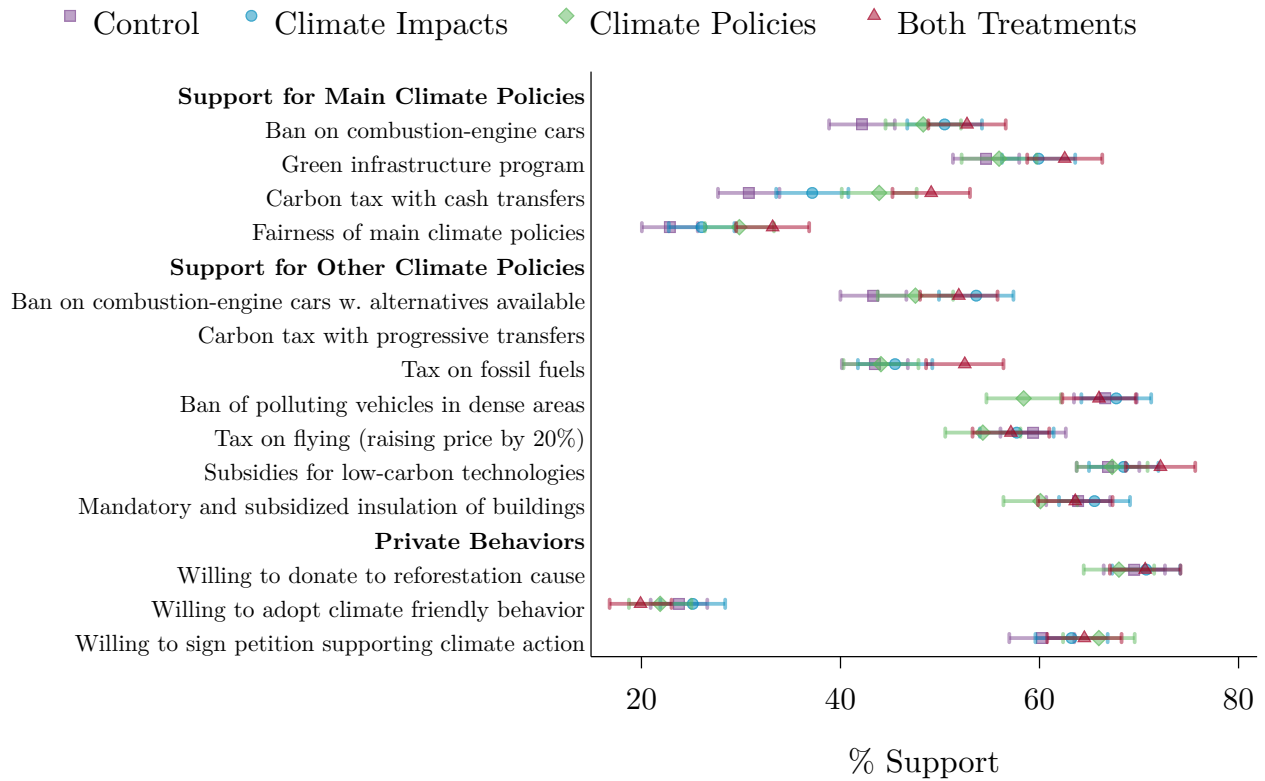 Control Climate Impacts Climate Policies Both Treatments
Support for Main Climate Policies
Ban on combustion-engine cars
Green infrastructure program
Carbon tax with cash transfers
Fairness of main climate policies
Support for Other Climate Policies
Ban on combustion-engine cars w. alternatives available
Carbon tax with progressive transfers
Tax on fossil fuels
Ban of polluting vehicles in dense areas
Tax on flying (raising price by 20%)
Subsidies for low-carbon technologies
Mandatory and subsidized insulation of buildings
Private Behaviors
Willing to donate to reforestation cause
Willing to adopt climate friendly behavior
Willing to sign petition supporting climate action
20 40 60 80
% Support